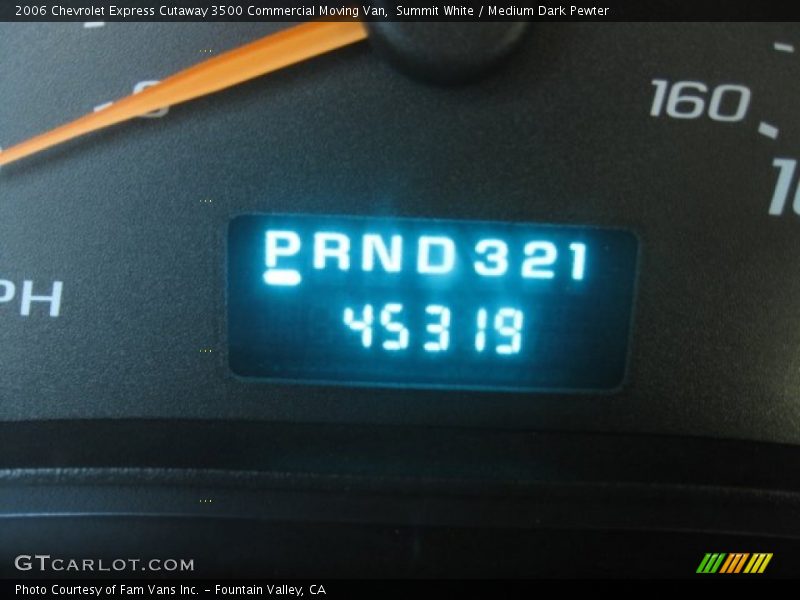 2006 Chevrolet Express Cutaway 3500 Commercial Moving Van, Summit White / Medium Dark Pewter
160
PRND321
45319
GTCARLOT.COM
Photo Courtesy of Fam Vans Inc. - Fountain Valley, CA